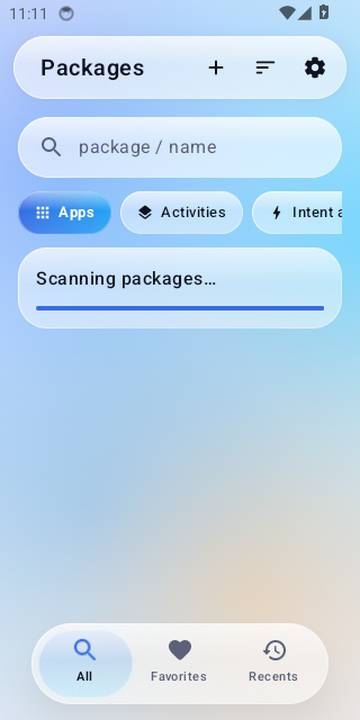 11:11
Packages
package / name
Apps
Activities
Intent a
Scanning packages…
All
Favorites
Recents